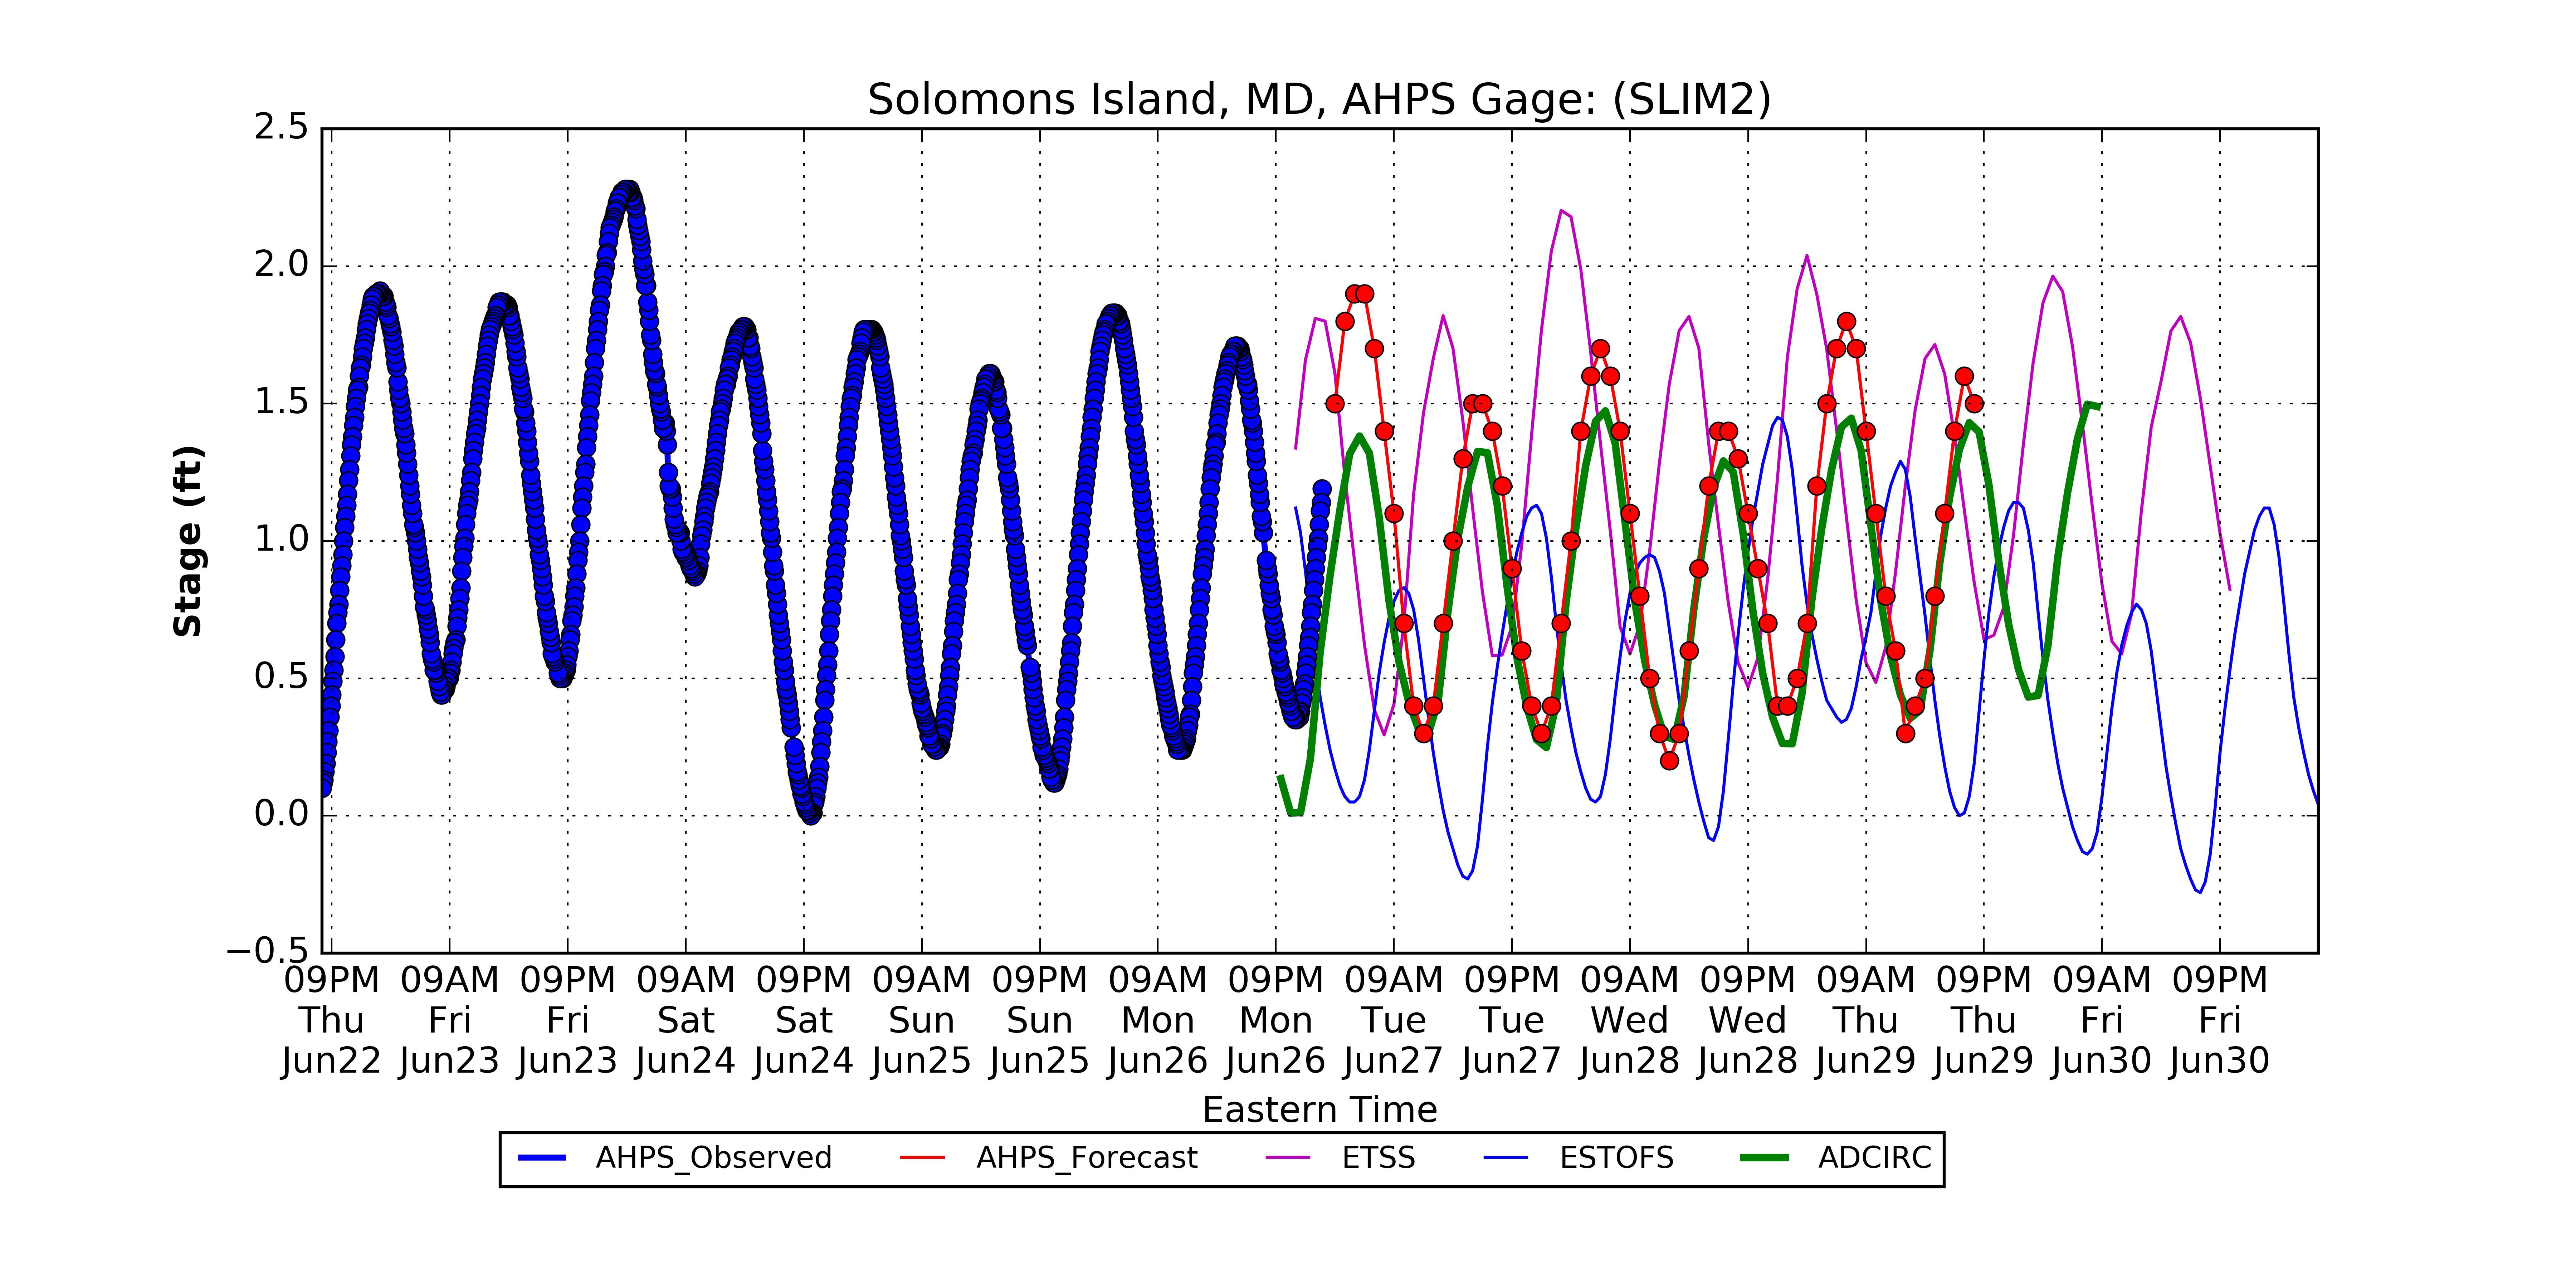 Solomons Island, MD, AHPS Gage: (SLIM2)
2.5
2.0
1.5
1.0
0.5
0.0
−0.5
Stage (ft)
09PM 09AM 09PM 09AM 09PM 09AM 09PM 09AM 09PM 09AM 09PM 09AM 09PM 09AM 09PM 09AM 09PM
Thu Fri Fri Sat Sat Sun Sun Mon Mon Tue Tue Wed Wed Thu Thu Fri Fri
Jun22 Jun23 Jun23 Jun24 Jun24 Jun25 Jun25 Jun26 Jun26 Jun27 Jun27 Jun28 Jun28 Jun29 Jun29 Jun30 Jun30
Eastern Time
AHPS_Observed AHPS_Forecast ETSS ESTOFS ADCIRC